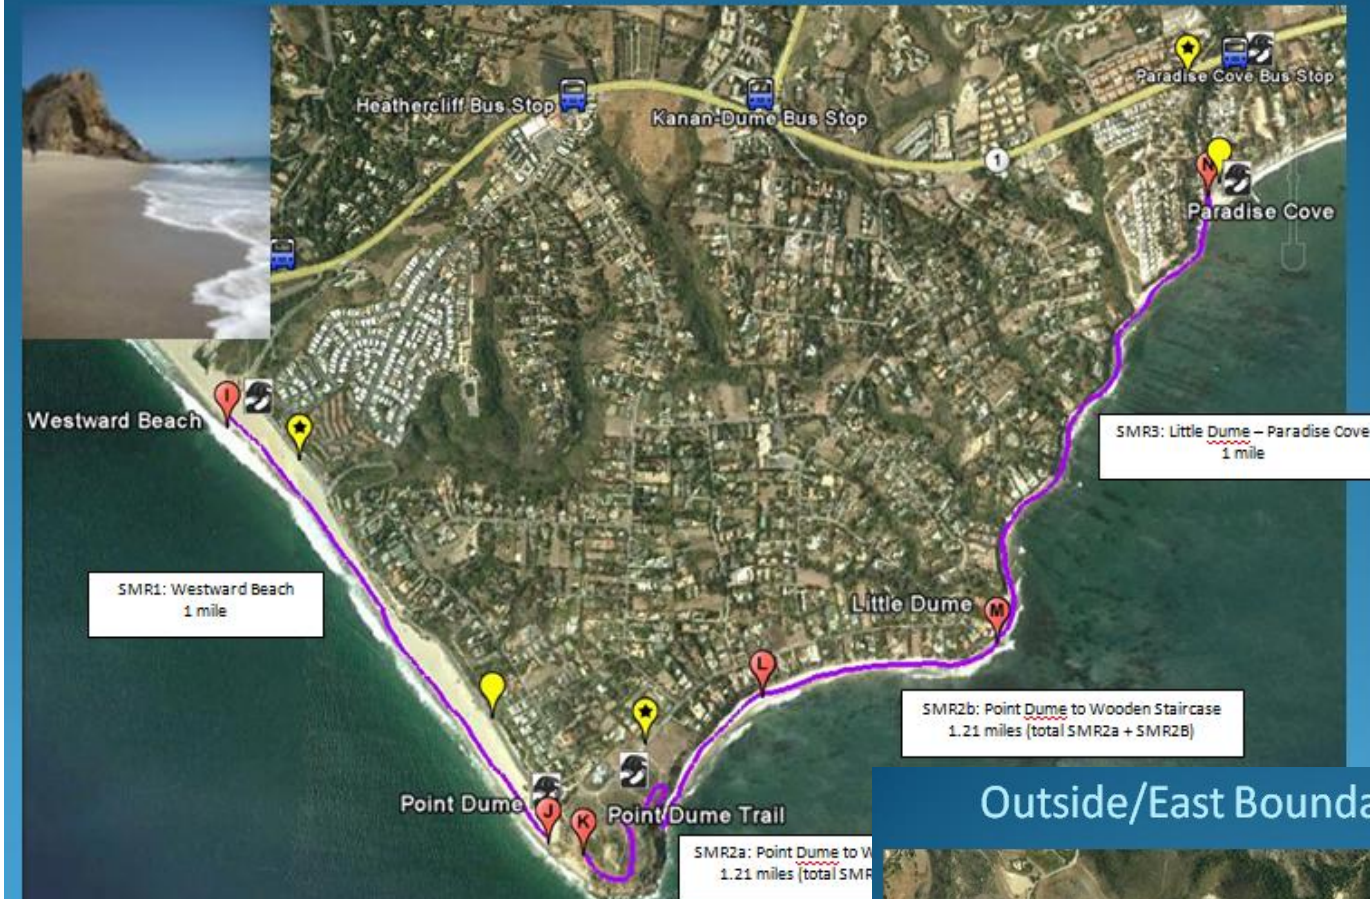 Heathercliff Bus Stop
Kanan-Dume Bus Stop
Paradise Cove Bus Stop
1
N
Paradise Cove
I
Westward Beach
SMR3: Little Dume – Paradise Cove
1 mile
SMR1: Westward Beach
1 mile
Little Dume
M
L
SMR2b: Point Dume to Wooden Staircase
1.21 miles (total SMR2a + SMR2B)
Point Dume
J
K
Point Dume Trail
SMR2a: Point Dume to W
1.21 miles (total SMR
Outside/East Bounda